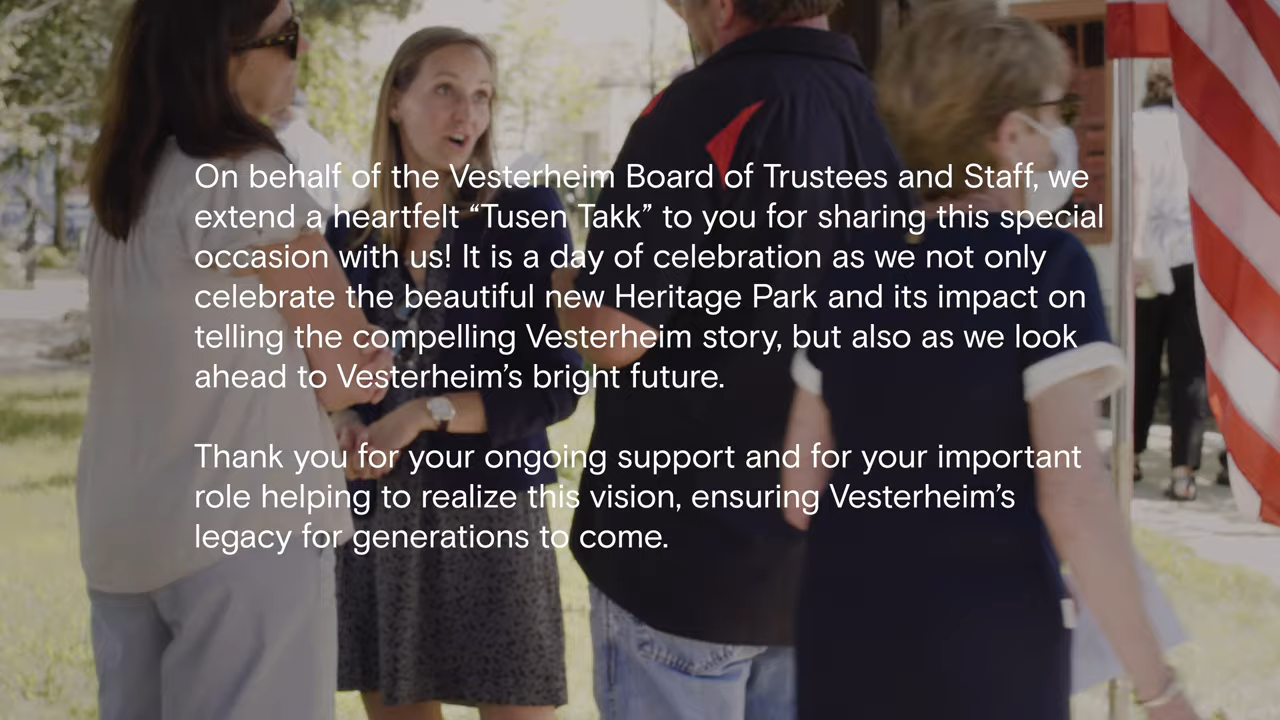 On behalf of the Vesterheim Board of Trustees and Staff, we
extend a heartfelt “Tusen Takk” to you for sharing this special
occasion with us! It is a day of celebration as we not only
celebrate the beautiful new Heritage Park and its impact on
telling the compelling Vesterheim story, but also as we look
ahead to Vesterheim’s bright future.
Thank you for your ongoing support and for your important
role helping to realize this vision, ensuring Vesterheim’s
legacy for generations to come.